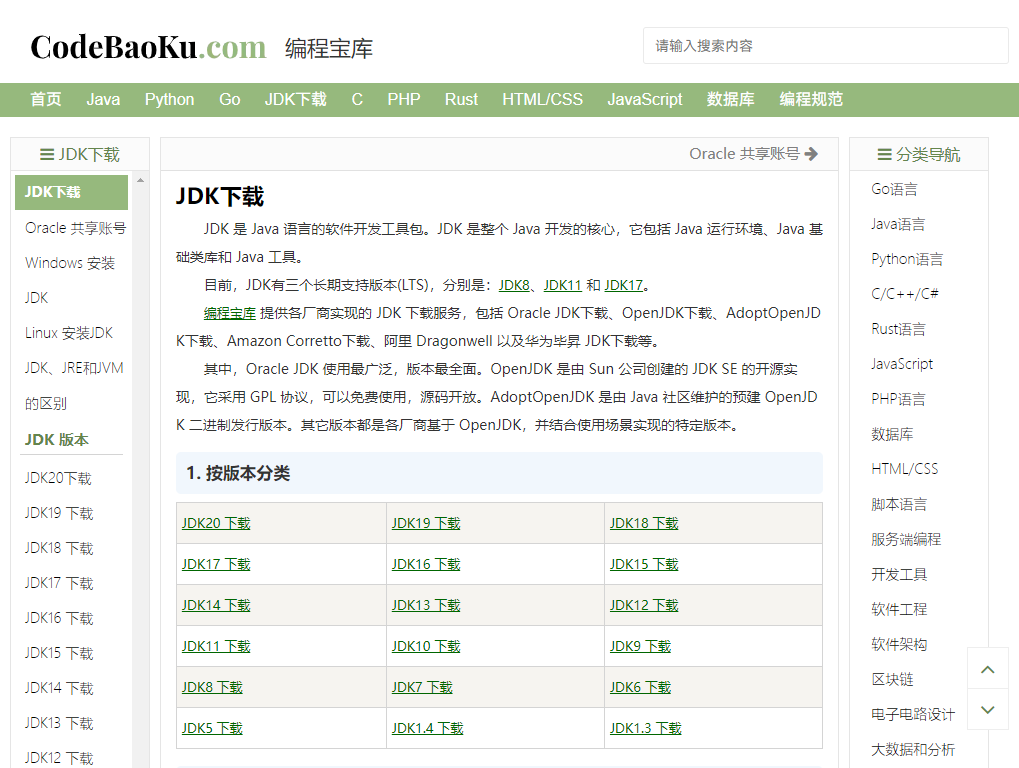 CodeBaoKu.com 编程宝库
请输入搜索内容
首页 Java Python Go JDK下载 C PHP Rust HTML/CSS JavaScript 数据库 编程规范
JDK下载
JDK下载
Oracle 共享账号
Windows 安装
JDK
Linux 安装JDK
JDK、JRE和JVM
的区别
JDK 版本
JDK20下载
JDK19 下载
JDK18 下载
JDK17 下载
JDK16 下载
JDK15 下载
JDK14 下载
JDK13 下载
JDK12 下载
Oracle 共享账号
JDK下载
JDK 是 Java 语言的软件开发工具包。JDK 是整个 Java 开发的核心，它包括 Java 运行环境、Java 基
础类库和 Java 工具。
目前，JDK有三个长期支持版本(LTS)，分别是：JDK8、JDK11 和 JDK17。
编程宝库 提供各厂商实现的 JDK 下载服务，包括 Oracle JDK下载、OpenJDK下载、AdoptOpenJD
K下载、Amazon Corretto下载、阿里 Dragonwell 以及华为毕昇 JDK下载等。
其中，Oracle JDK 使用最广泛，版本最全面。OpenJDK 是由 Sun 公司创建的 JDK SE 的开源实
现，它采用 GPL 协议，可以免费使用，源码开放。AdoptOpenJDK 是由 Java 社区维护的预建 OpenJD
K 二进制发行版本。其它版本都是各厂商基于 OpenJDK，并结合使用场景实现的特定版本。
1. 按版本分类
JDK20 下载 JDK19 下载 JDK18 下载
JDK17 下载 JDK16 下载 JDK15 下载
JDK14 下载 JDK13 下载 JDK12 下载
JDK11 下载 JDK10 下载 JDK9 下载
JDK8 下载 JDK7 下载 JDK6 下载
JDK5 下载 JDK1.4 下载 JDK1.3 下载
分类导航
Go语言
Java语言
Python语言
C/C++/C#
Rust语言
JavaScript
PHP语言
数据库
HTML/CSS
脚本语言
服务端编程
开发工具
软件工程
软件架构
区块链
电子电路设计
大数据和分析